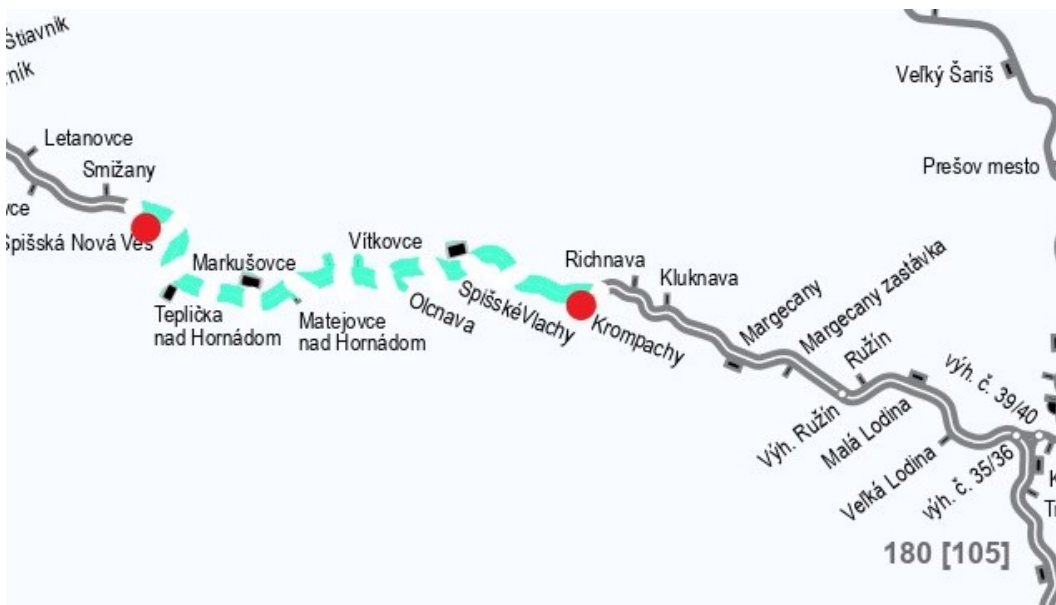 Štiavnik
Letanovce
Smižany
Spišská Nová Ves
Markušovce
Teplička
nad Hornádom
Vítkovce
Matejovce
nad Hornádom
Olcnava
Spišské Vlachy
Krompachy
Richnava
Kluknava
Margecany
Margecany zastávka
Ružín
Výh. Ružín
Malá Lodina
Veľká Lodina
výh. č. 39/40
výh. č. 35/36
Veľký Šariš
Prešov mesto
180 [105]